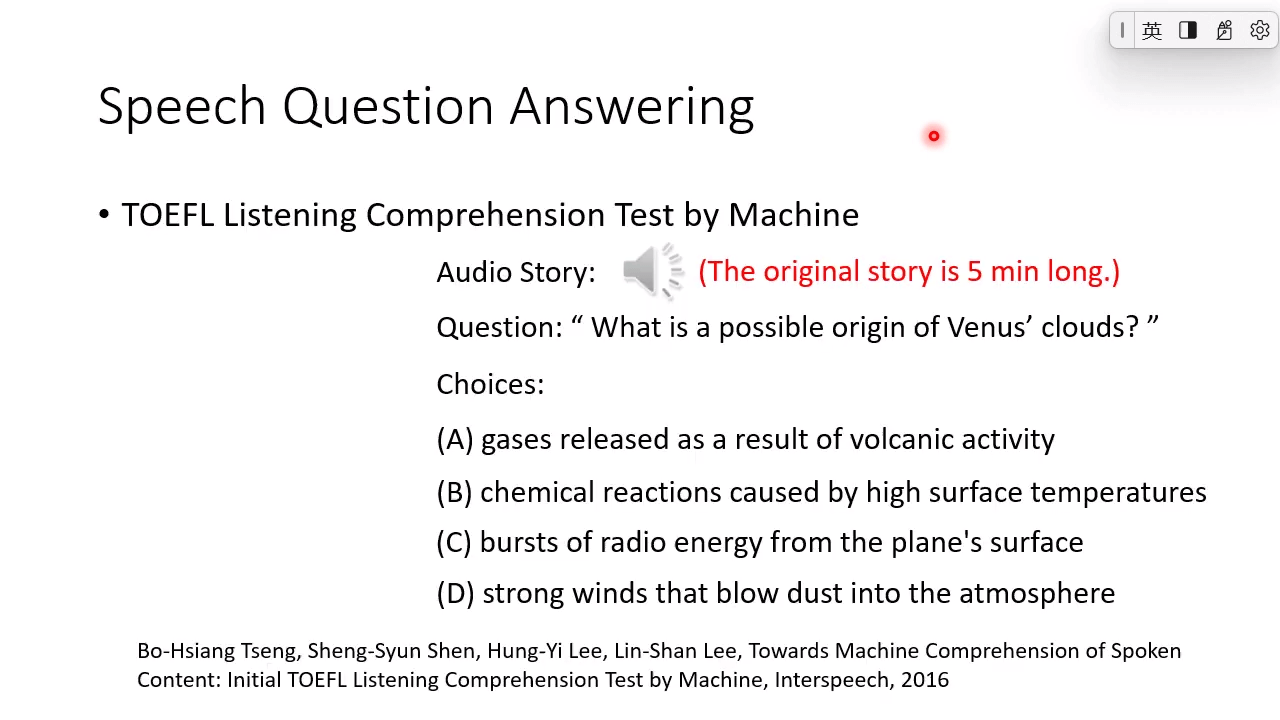 英
Speech Question Answering
• TOEFL Listening Comprehension Test by Machine
Audio Story: (The original story is 5 min long.)
Question: “ What is a possible origin of Venus’ clouds? ”
Choices:
(A) gases released as a result of volcanic activity
(B) chemical reactions caused by high surface temperatures
(C) bursts of radio energy from the plane's surface
(D) strong winds that blow dust into the atmosphere
Bo-Hsiang Tseng, Sheng-Syun Shen, Hung-Yi Lee, Lin-Shan Lee, Towards Machine Comprehension of Spoken
Content: Initial TOEFL Listening Comprehension Test by Machine, Interspeech, 2016